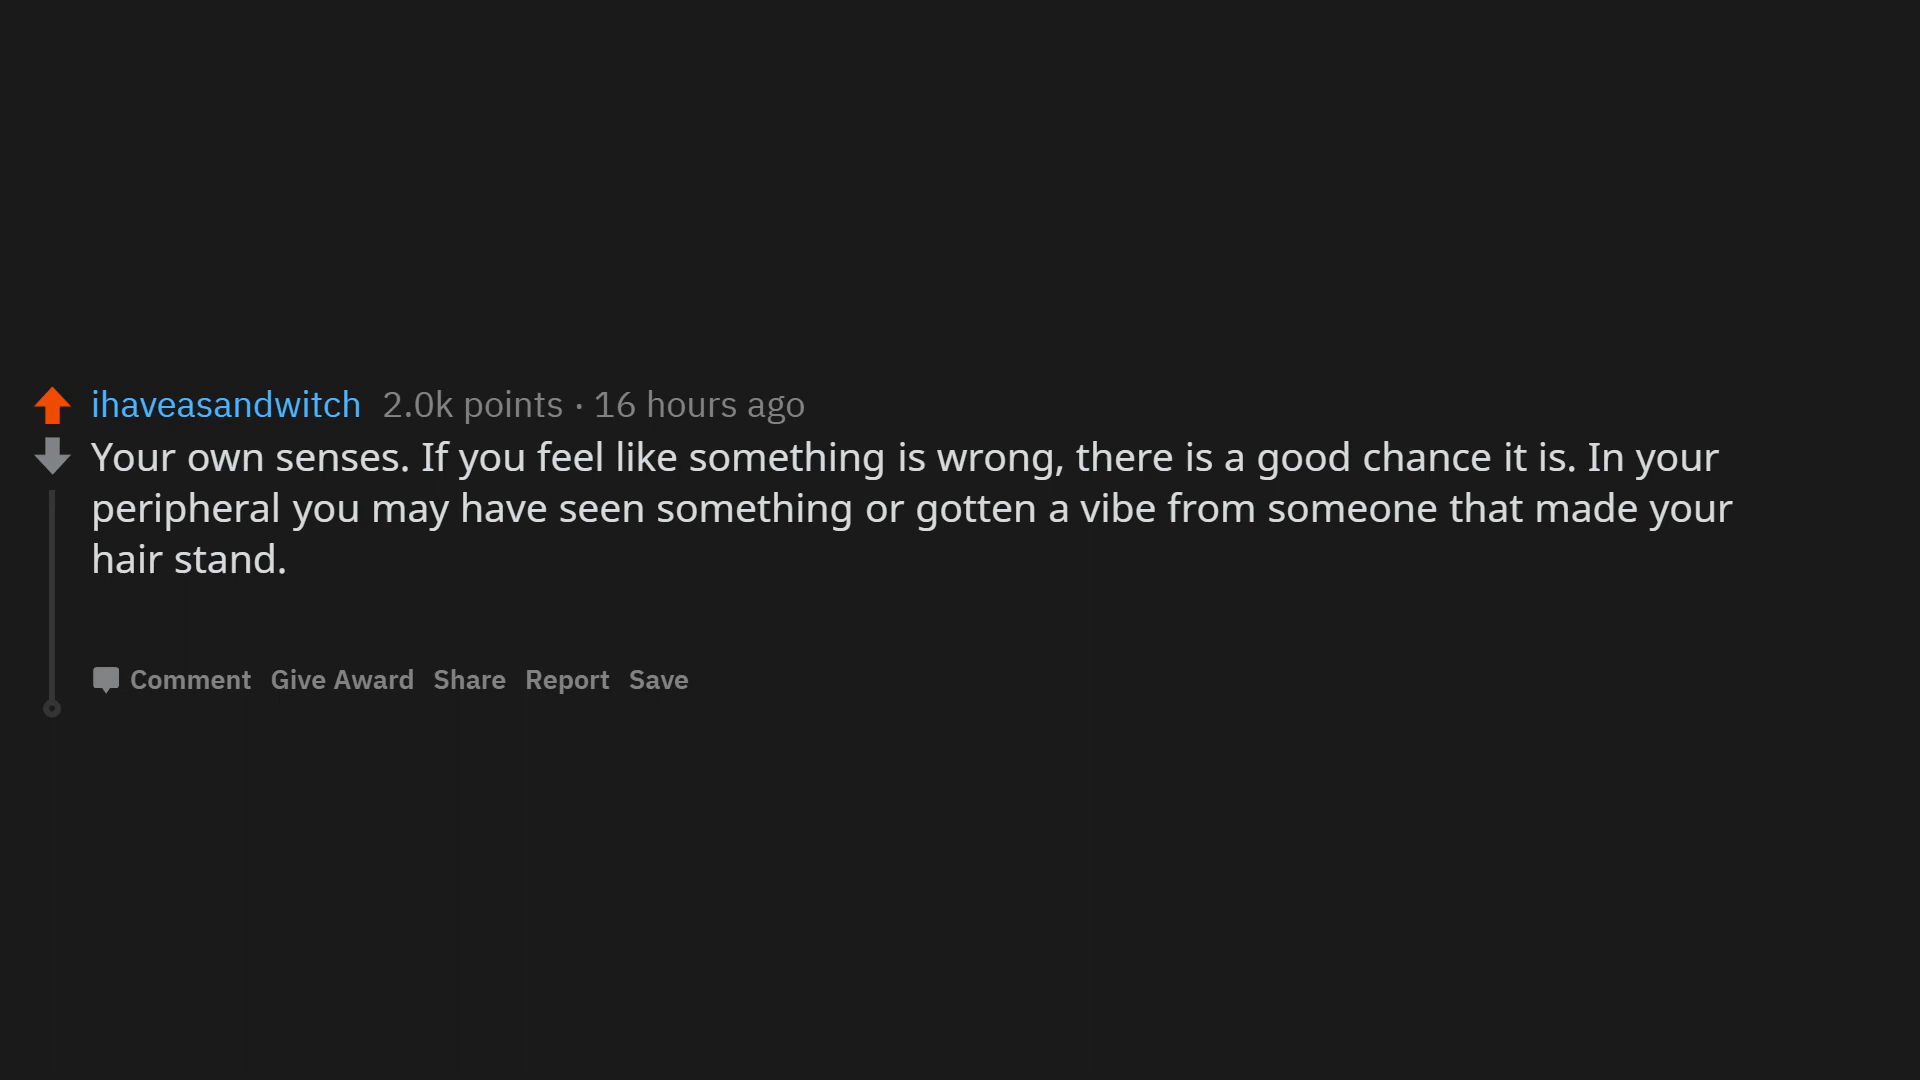 ihaveasandwitch 2.0k points · 16 hours ago
Your own senses. If you feel like something is wrong, there is a good chance it is. In your
peripheral you may have seen something or gotten a vibe from someone that made your
hair stand.
Comment Give Award Share Report Save